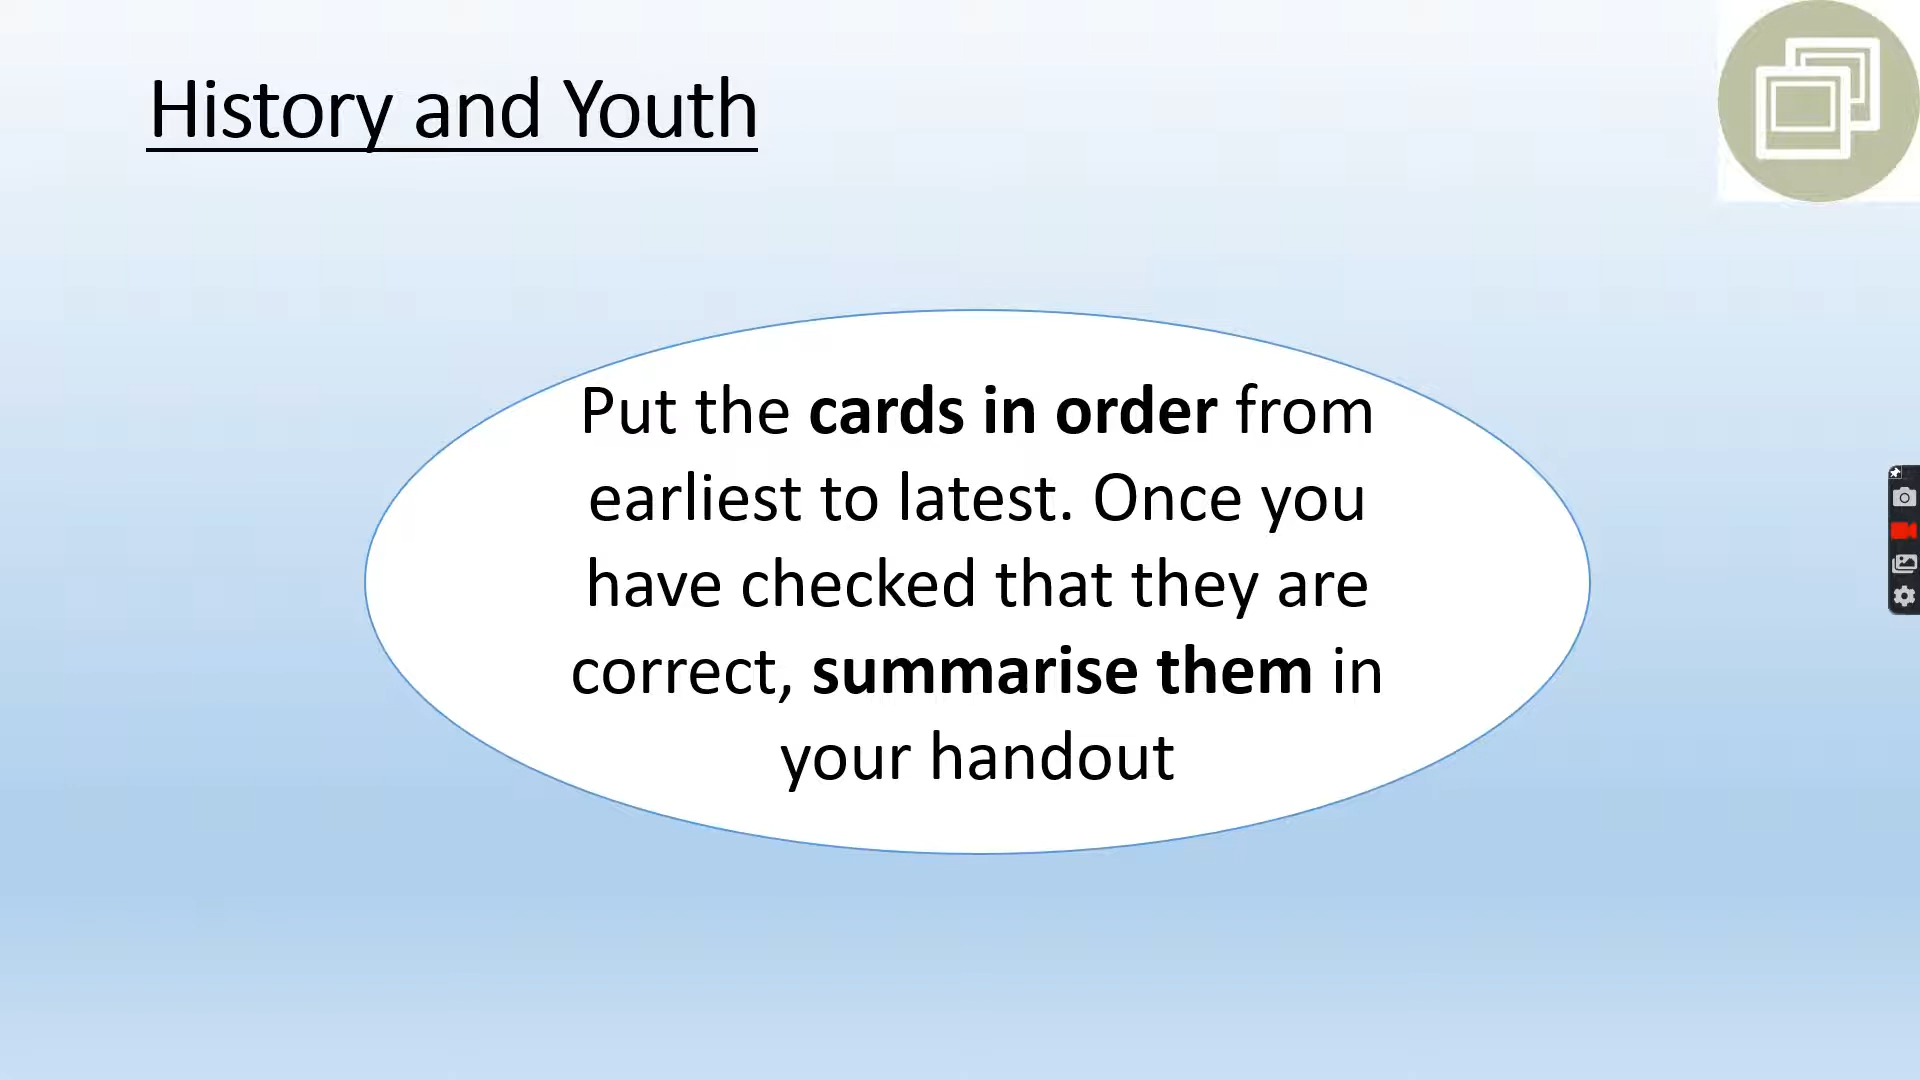 History and Youth
Put the cards in order from
earliest to latest. Once you
have checked that they are
correct, summarise them in
your handout